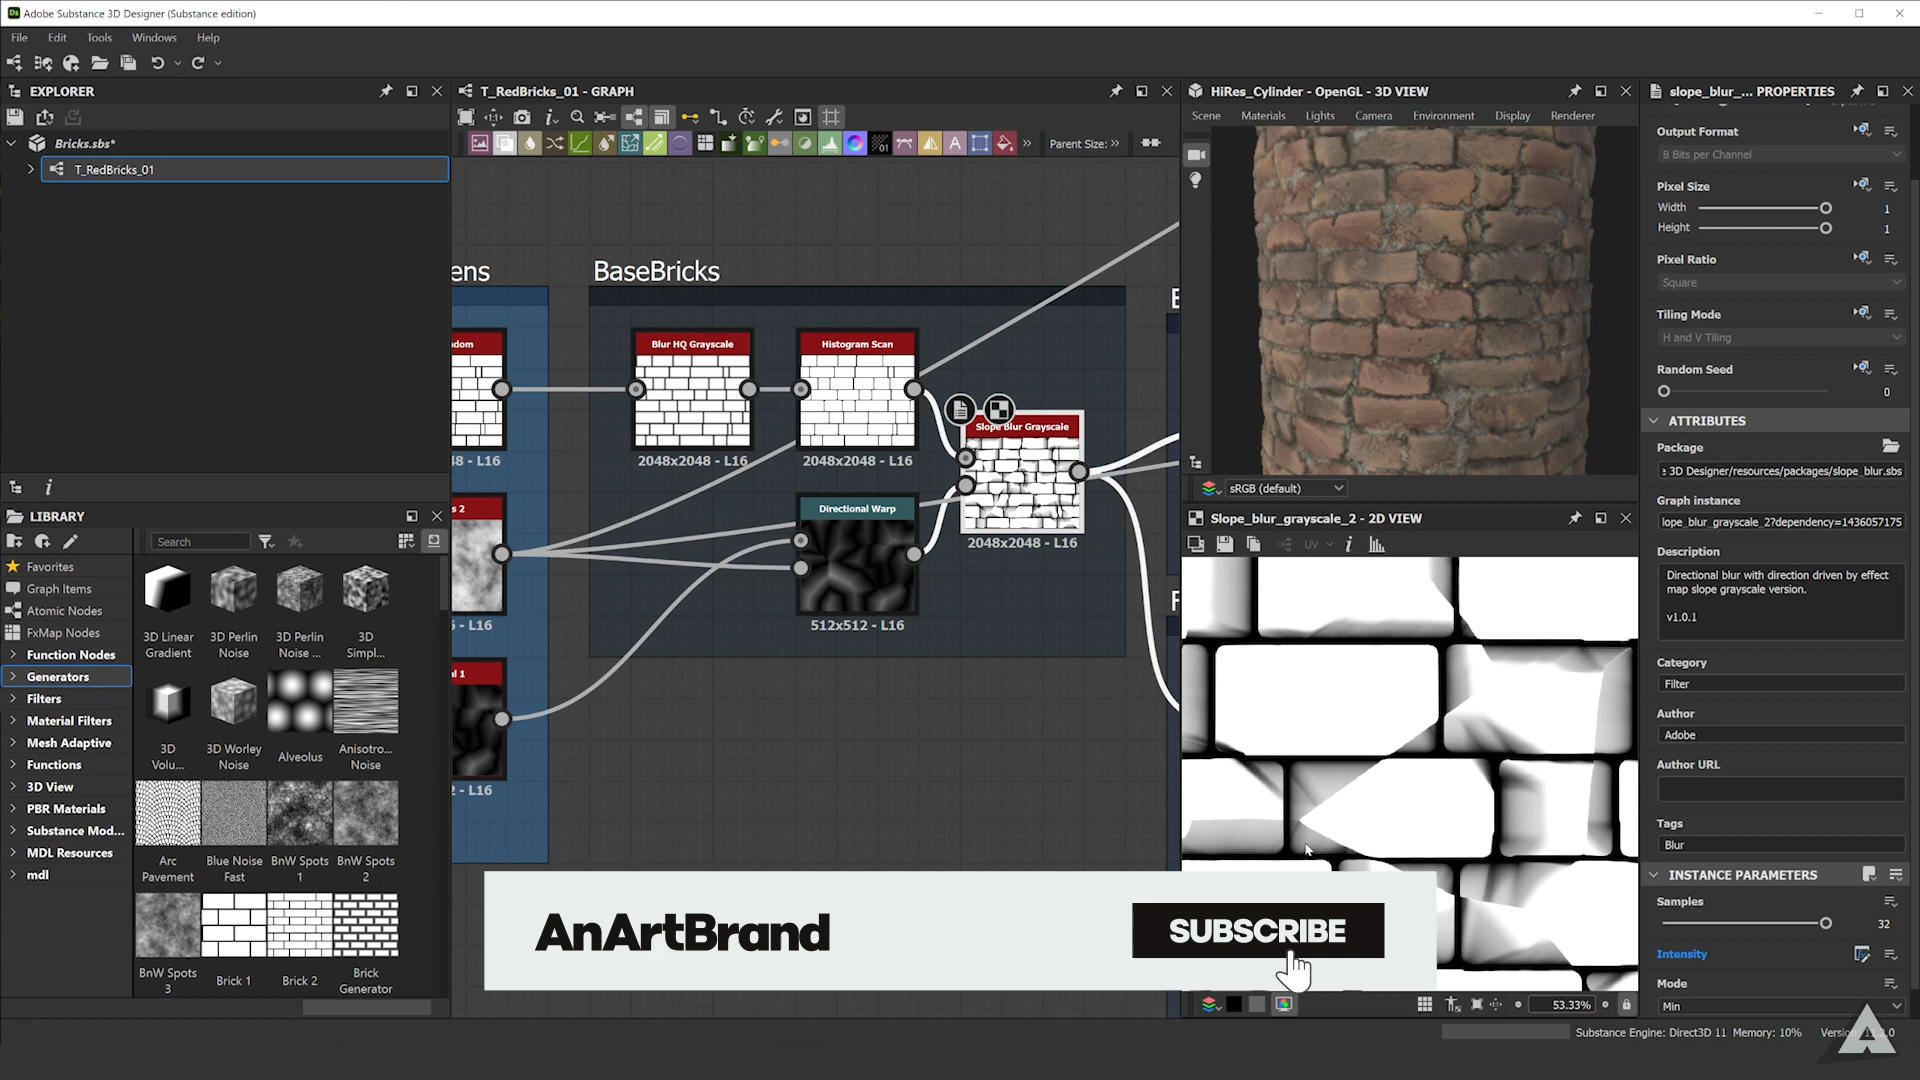 Adobe Substance 3D Designer (Substance edition)
File Edit Tools Windows Help
EXPLORER
Bricks.sbs*
T_RedBricks_01
T_RedBricks_01 - GRAPH
Parent Size: >>
ens
BaseBricks
dom
Blur HQ Grayscale
Histogram Scan
Slope Blur Grayscale
48 - L16
2048x2048 - L16
2048x2048 - L16
s 2
Directional Warp
2048x2048 - L16
- L16
512x512 - L16
al 1
2 - L16
LIBRARY
Search
Favorites
Graph Items
Atomic Nodes
FxMap Nodes
Function Nodes
Generators
Filters
Material Filters
Mesh Adaptive
Functions
3D View
PBR Materials
Substance Mod...
MDL Resources
mdl
3D Linear Gradient
3D Perlin Noise
3D Perlin Noise ...
3D Simpl...
3D Volu...
3D Worley Noise
Alveolus
Anisotro... Noise
Arc Pavement
Blue Noise Fast
BnW Spots 1
BnW Spots 2
BnW Spots 3
Brick 1
Brick 2
Brick Generator
HiRes_Cylinder - OpenGL - 3D VIEW
Scene Materials Lights Camera Environment Display Renderer
sRGB (default)
Slope_blur_grayscale_2 - 2D VIEW
UV
53.33%
slope_blur_... PROPERTIES
Output Format
8 Bits per Channel
Pixel Size
Width 1
Height 1
Pixel Ratio
Square
Tiling Mode
H and V Tiling
Random Seed
0
ATTRIBUTES
Package
: 3D Designer/resources/packages/slope_blur.sbs
Graph instance
lope_blur_grayscale_2?dependency=1436057175
Description
Directional blur with direction driven by effect
map slope grayscale version.
v1.0.1
Category
Filter
Author
Adobe
Author URL
Tags
Blur
INSTANCE PARAMETERS
Samples
32
Intensity
Mode
Min
AnArtBrand
SUBSCRIBE
Substance Engine: Direct3D 11 Memory: 10%